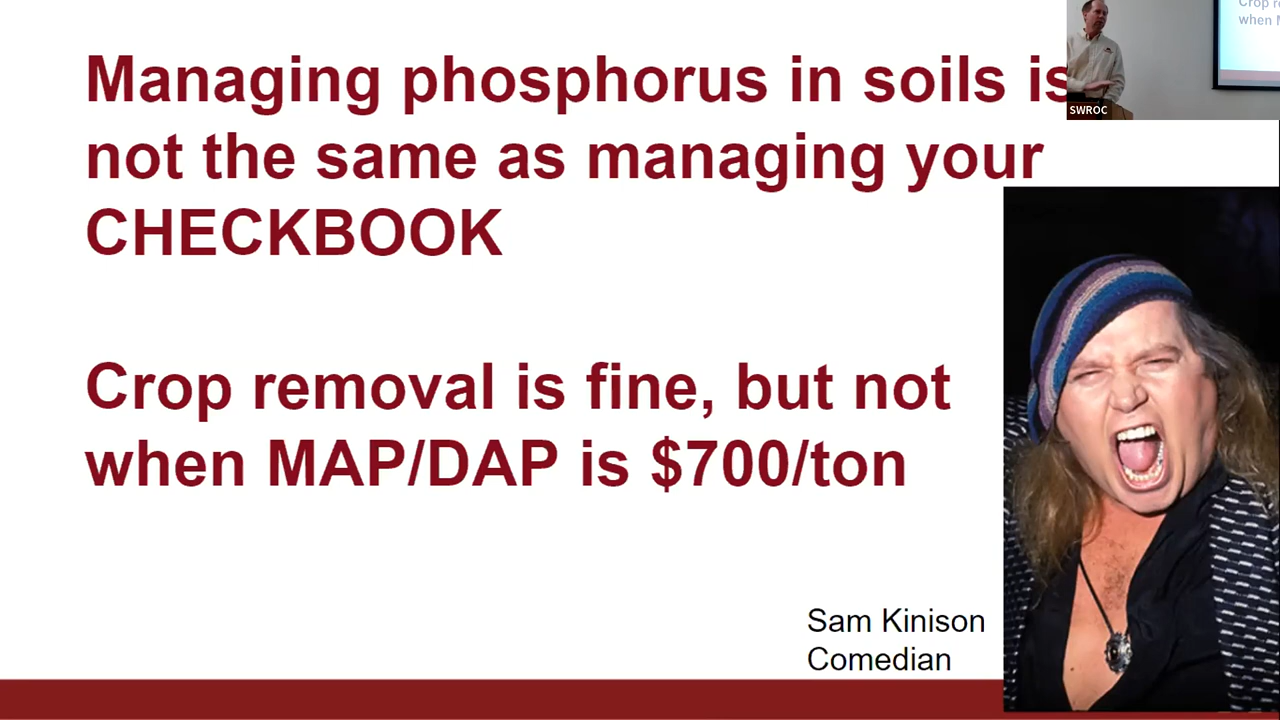 Managing phosphorus in soils is
not the same as managing your
CHECKBOOK
Crop removal is fine, but not
when MAP/DAP is $700/ton
Sam Kinison
Comedian
SWROC